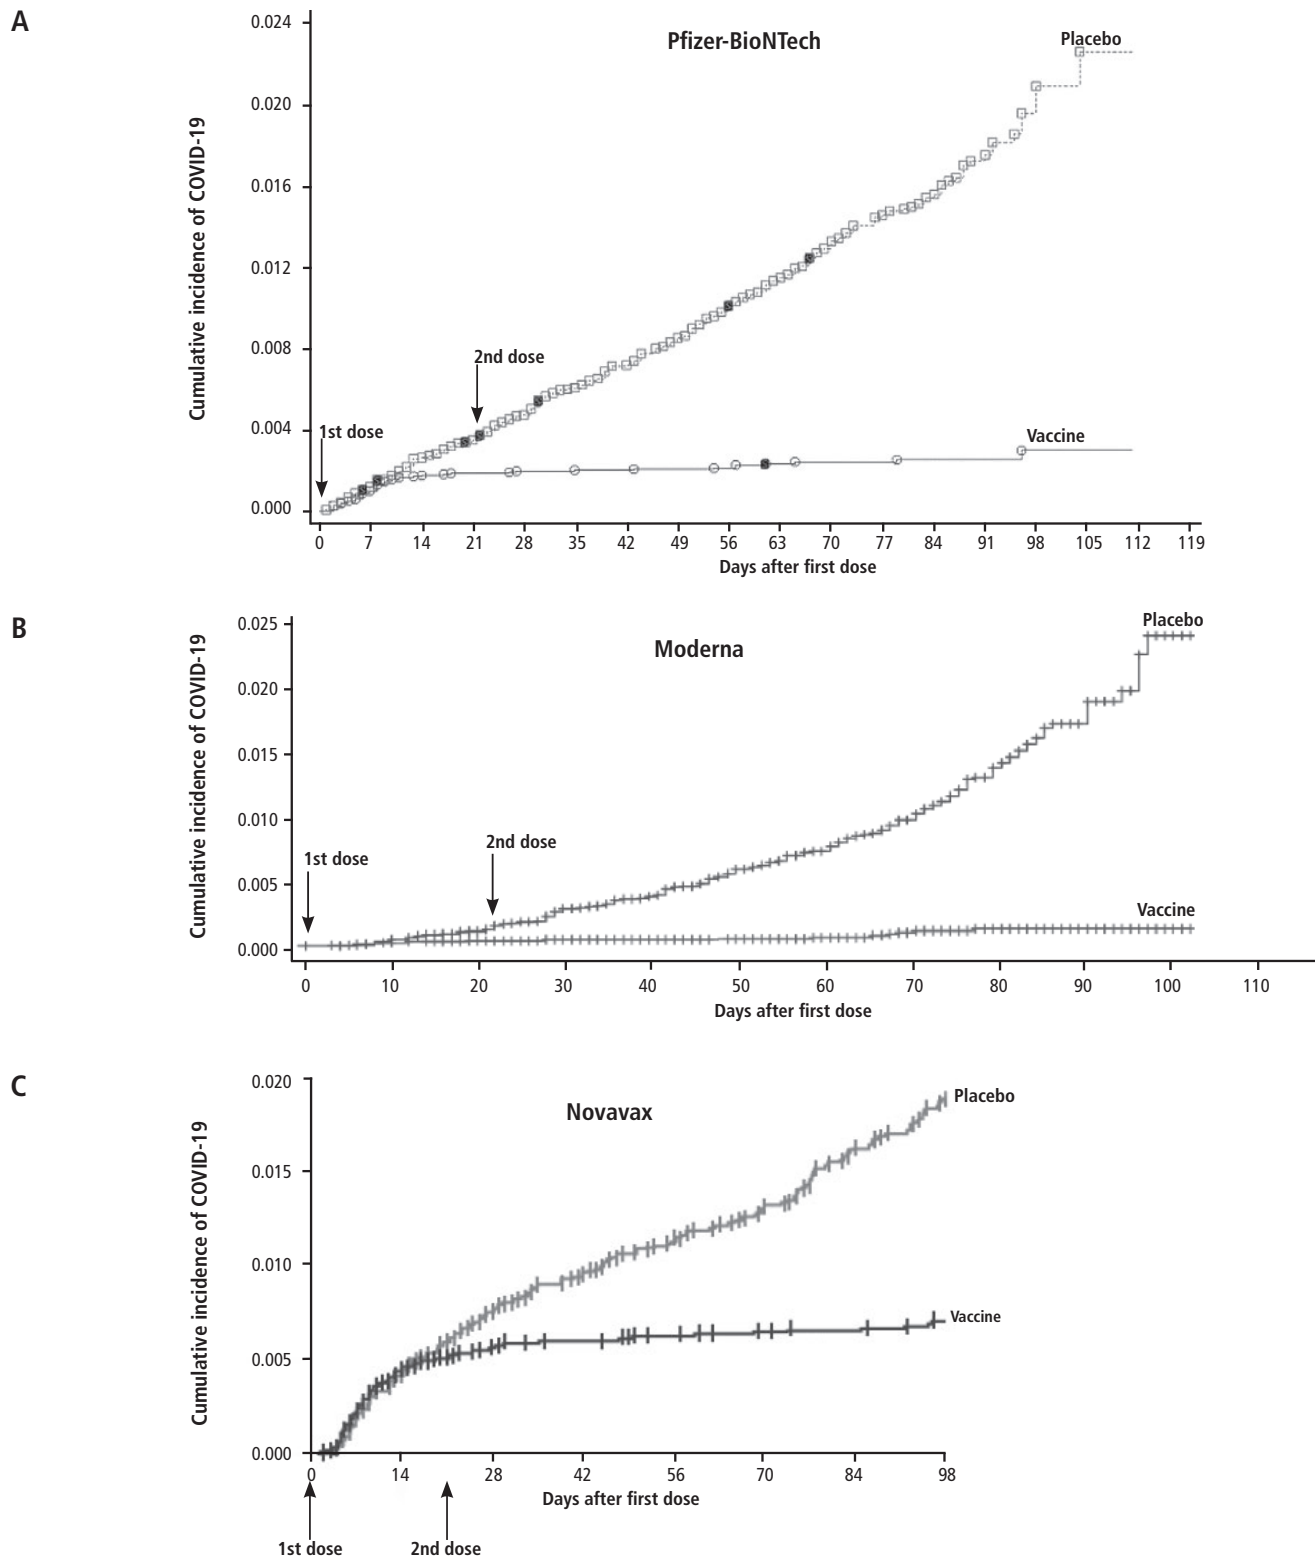 A
Pfizer-BioNTech
Placebo
Cumulative incidence of COVID-19
0.024
0.020
0.016
0.012
0.008
0.004
0.000
2nd dose
1st dose
Vaccine
0 7 14 21 28 35 42 49 56 63 70 77 84 91 98 105 112 119
Days after first dose
B
Moderna
Placebo
Cumulative incidence of COVID-19
0.025
0.020
0.015
0.010
0.005
0.000
1st dose
2nd dose
Vaccine
0 10 20 30 40 50 60 70 80 90 100 110
Days after first dose
C
Novavax
Placebo
Cumulative incidence of COVID-19
0.020
0.015
0.010
0.005
0.000
Vaccine
0 14 28 42 56 70 84 98
Days after first dose
1st dose
2nd dose